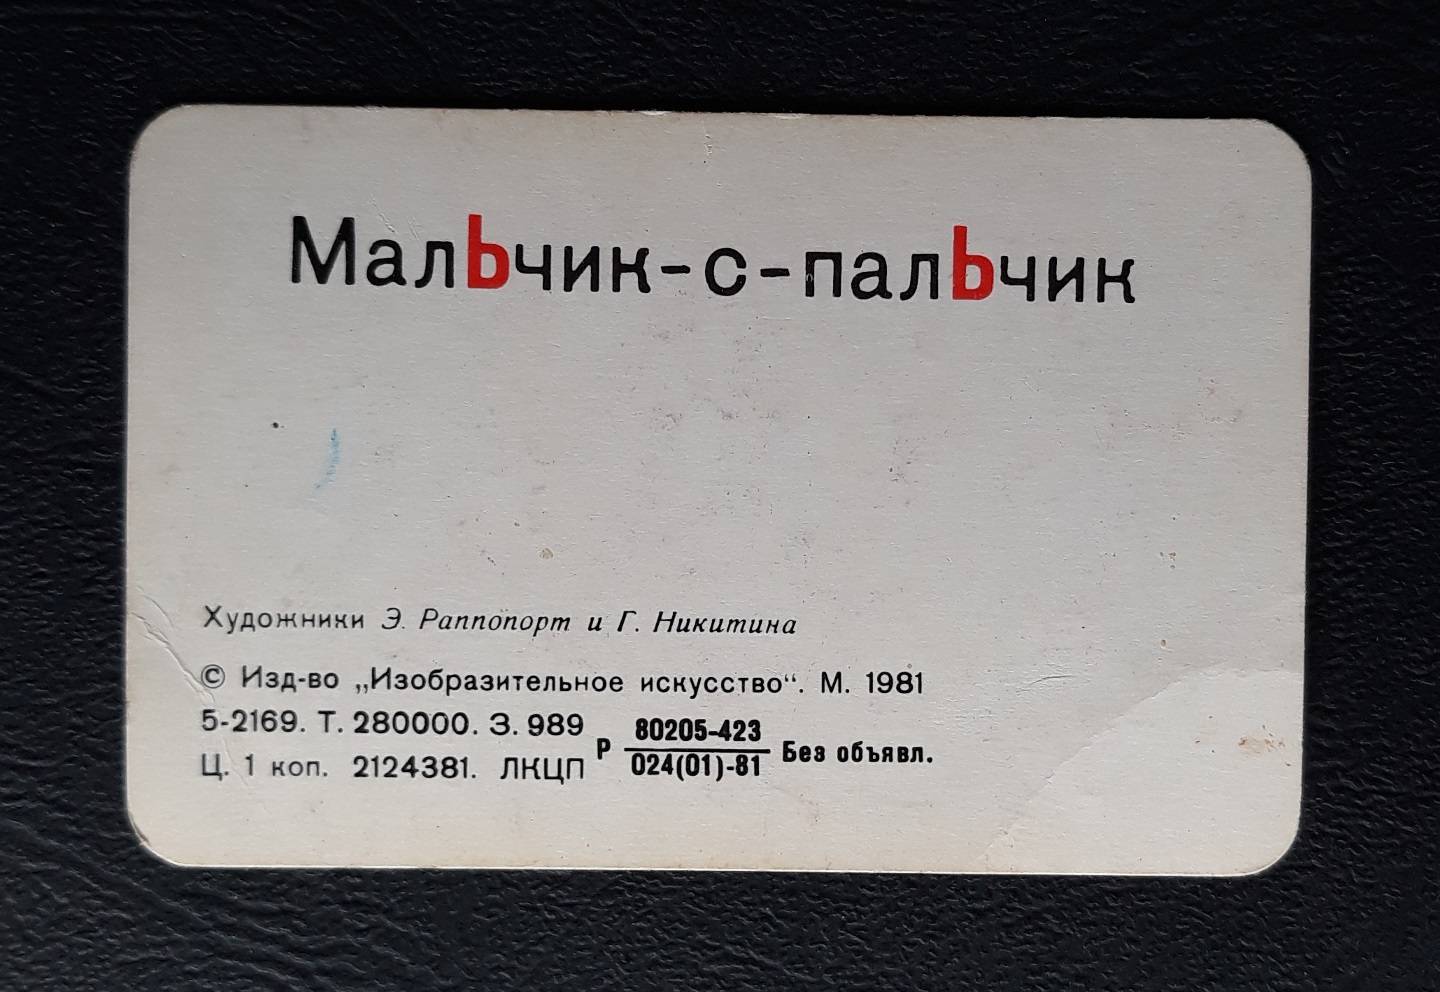 МалЬчик-с-палЬчик
Художники Э. Раппопорт и Г. Никитина
© Изд-во „Изобразительное искусство“. М. 1981
5-2169. Т. 280000. З. 989
Ц. 1 коп. 2124381. ЛКЦП
Р 80205-423
024(01)-81 Без объявл.